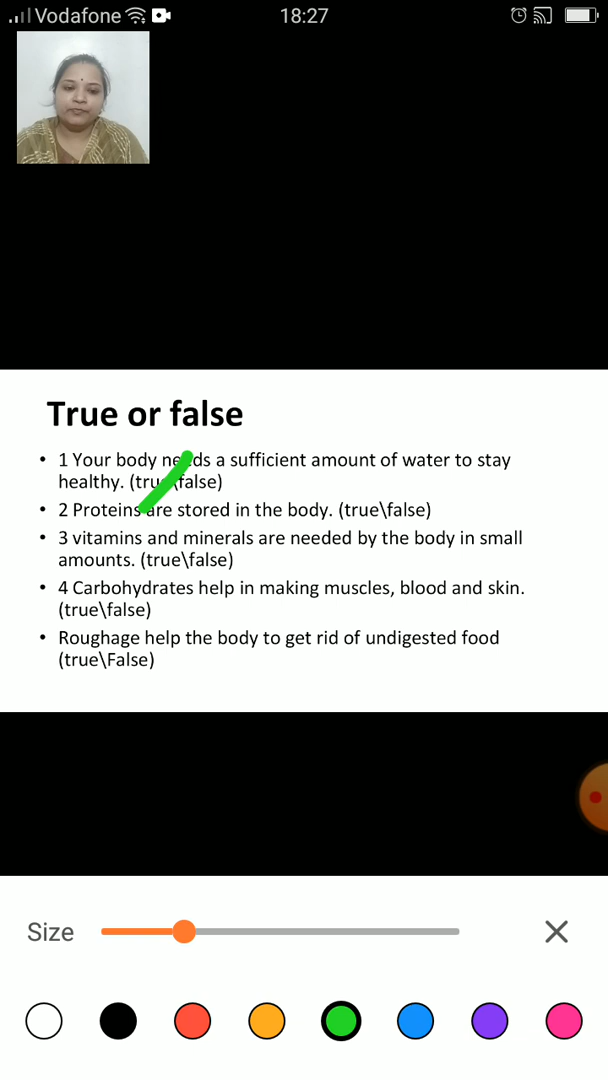 Vodafone 18:27
True or false
• 1 Your body needs a sufficient amount of water to stay
healthy. (true\false)
• 2 Proteins are stored in the body. (true\false)
• 3 vitamins and minerals are needed by the body in small
amounts. (true\false)
• 4 Carbohydrates help in making muscles, blood and skin.
(true\false)
• Roughage help the body to get rid of undigested food
(true\False)
Size